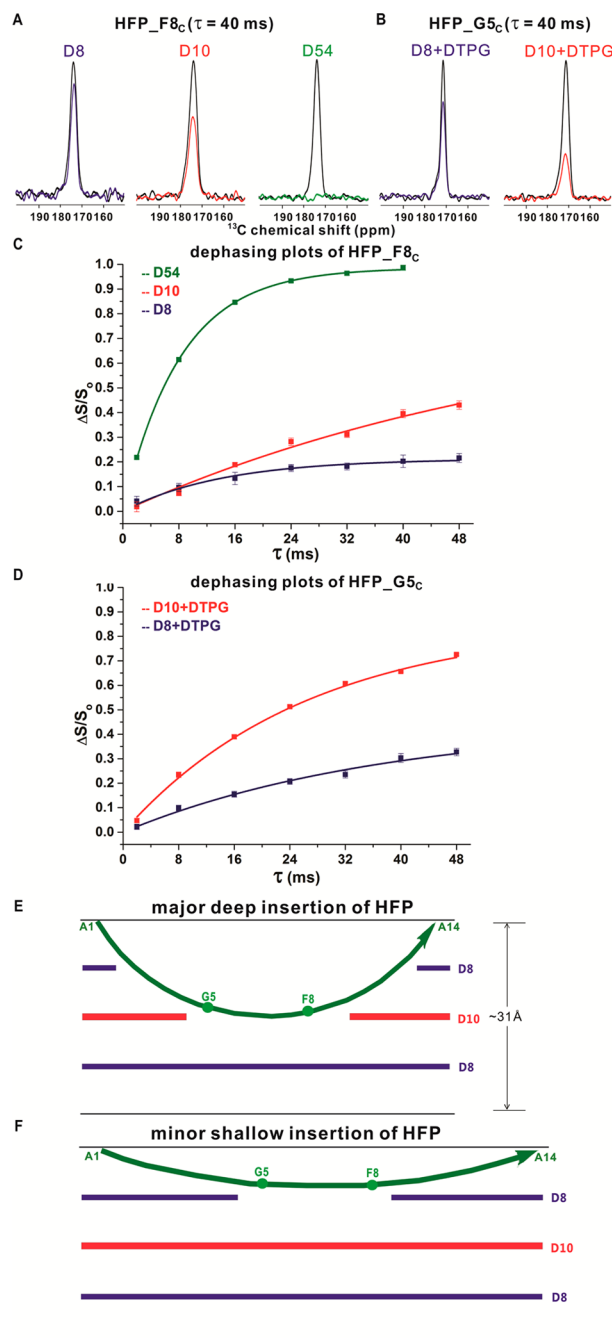 A
HFP_F8C (τ = 40 ms)
B
HFP_G5C (τ = 40 ms)
D8
D10
D54
D8+DTPG
D10+DTPG
190 180 170 160
190 180 170 160
190 180 170 160
190 180 170 160
190 180 170 160
13C chemical shift (ppm)
C
dephasing plots of HFP_F8C
-- D54
-- D10
-- D8
1.0
0.9
0.8
0.7
0.6
0.5
0.4
0.3
0.2
0.1
0.0
ΔS/So
0 8 16 24 32 40 48
τ (ms)
D
dephasing plots of HFP_G5C
-- D10+DTPG
-- D8+DTPG
1.0
0.9
0.8
0.7
0.6
0.5
0.4
0.3
0.2
0.1
0.0
ΔS/So
0 8 16 24 32 40 48
τ (ms)
E
major deep insertion of HFP
A1
A14
D8
G5
F8
D10
~31Å
D8
F
minor shallow insertion of HFP
A1
A14
G5
F8
D8
D10
D8